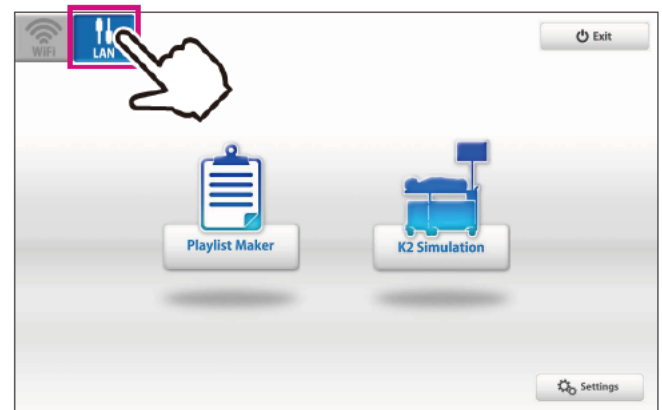 WiFi
LAN
Exit
Playlist Maker
K2 Simulation
Settings